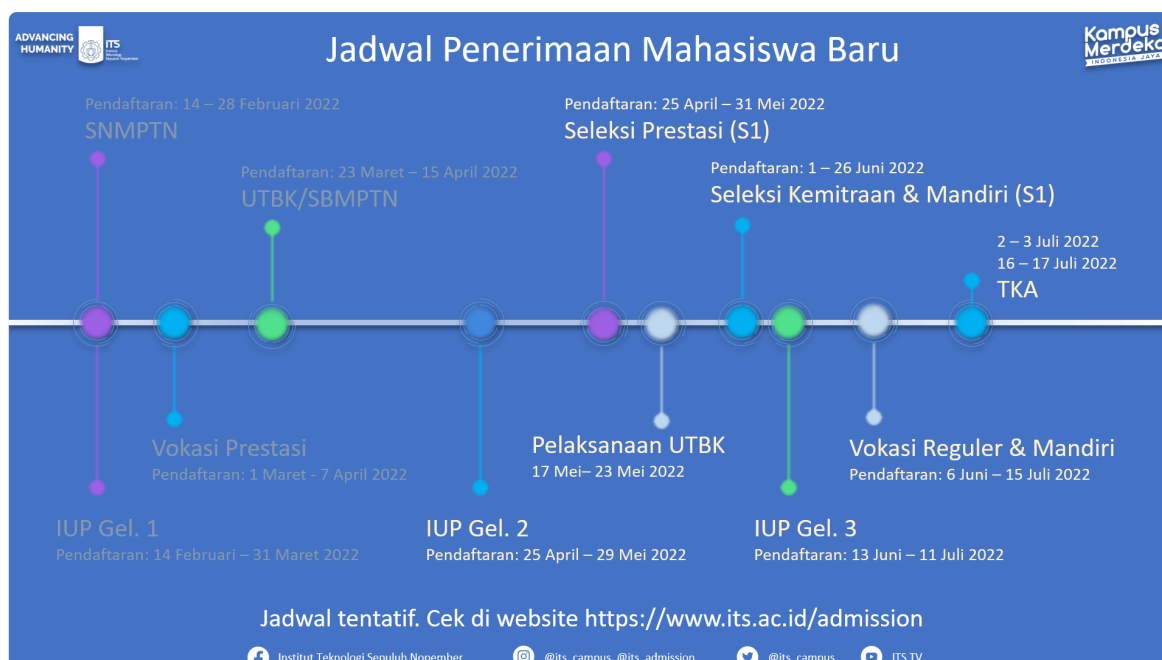 ADVANCING
HUMANITY
ITS
Institut
Teknologi
Sepuluh Nopember
Jadwal Penerimaan Mahasiswa Baru
Kampus
Merdeka
INDONESIA JAYA
Pendaftaran: 14 – 28 Februari 2022
SNMPTN
Pendaftaran: 25 April – 31 Mei 2022
Seleksi Prestasi (S1)
Pendaftaran: 23 Maret – 15 April 2022
UTBK/SBMPTN
Pendaftaran: 1 – 26 Juni 2022
Seleksi Kemitraan & Mandiri (S1)
2 – 3 Juli 2022
16 – 17 Juli 2022
TKA
Vokasi Prestasi
Pendaftaran: 1 Maret - 7 April 2022
Pelaksanaan UTBK
17 Mei– 23 Mei 2022
Vokasi Reguler & Mandiri
Pendaftaran: 6 Juni – 15 Juli 2022
IUP Gel. 1
Pendaftaran: 14 Februari – 31 Maret 2022
IUP Gel. 2
Pendaftaran: 25 April – 29 Mei 2022
IUP Gel. 3
Pendaftaran: 13 Juni – 11 Juli 2022
Jadwal tentatif. Cek di website https://www.its.ac.id/admission
Institut Teknologi Sepuluh Nopember
@its_campus, @its_admission
@its_campus
ITS TV